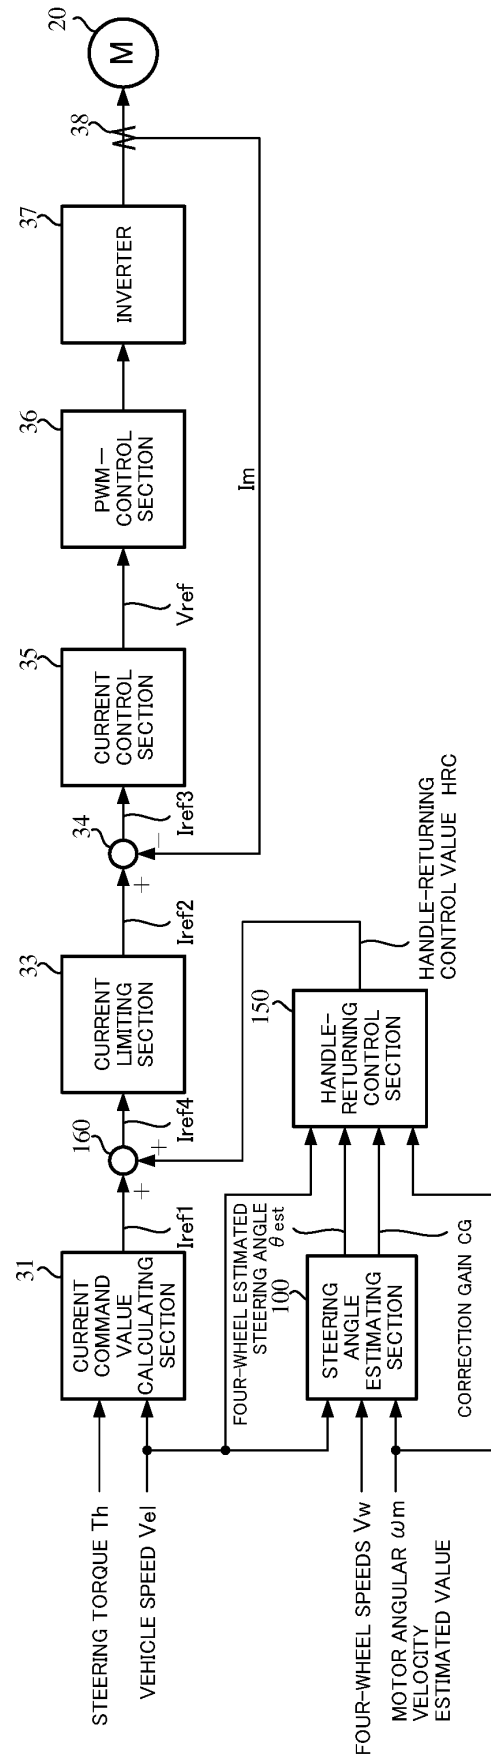 STEERING TORQUE Th
VEHICLE SPEED Vel
31
CURRENT
COMMAND
VALUE
CALCULATING
SECTION
Iref1
160
+
+
Iref4
33
CURRENT
LIMITING
SECTION
Iref2
34
+
−
Iref3
35
CURRENT
CONTROL
SECTION
Vref
36
PWM−
CONTROL
SECTION
37
INVERTER
38
20
M
Im
FOUR-WHEEL SPEEDS Vw
MOTOR ANGULAR ωm
VELOCITY
ESTIMATED VALUE
FOUR-WHEEL ESTIMATED
STEERING ANGLE
θ est
100
STEERING
ANGLE
ESTIMATING
SECTION
CORRECTION GAIN CG
150
HANDLE-
RETURNING
CONTROL
SECTION
HANDLE-RETURNING
CONTROL VALUE HRC